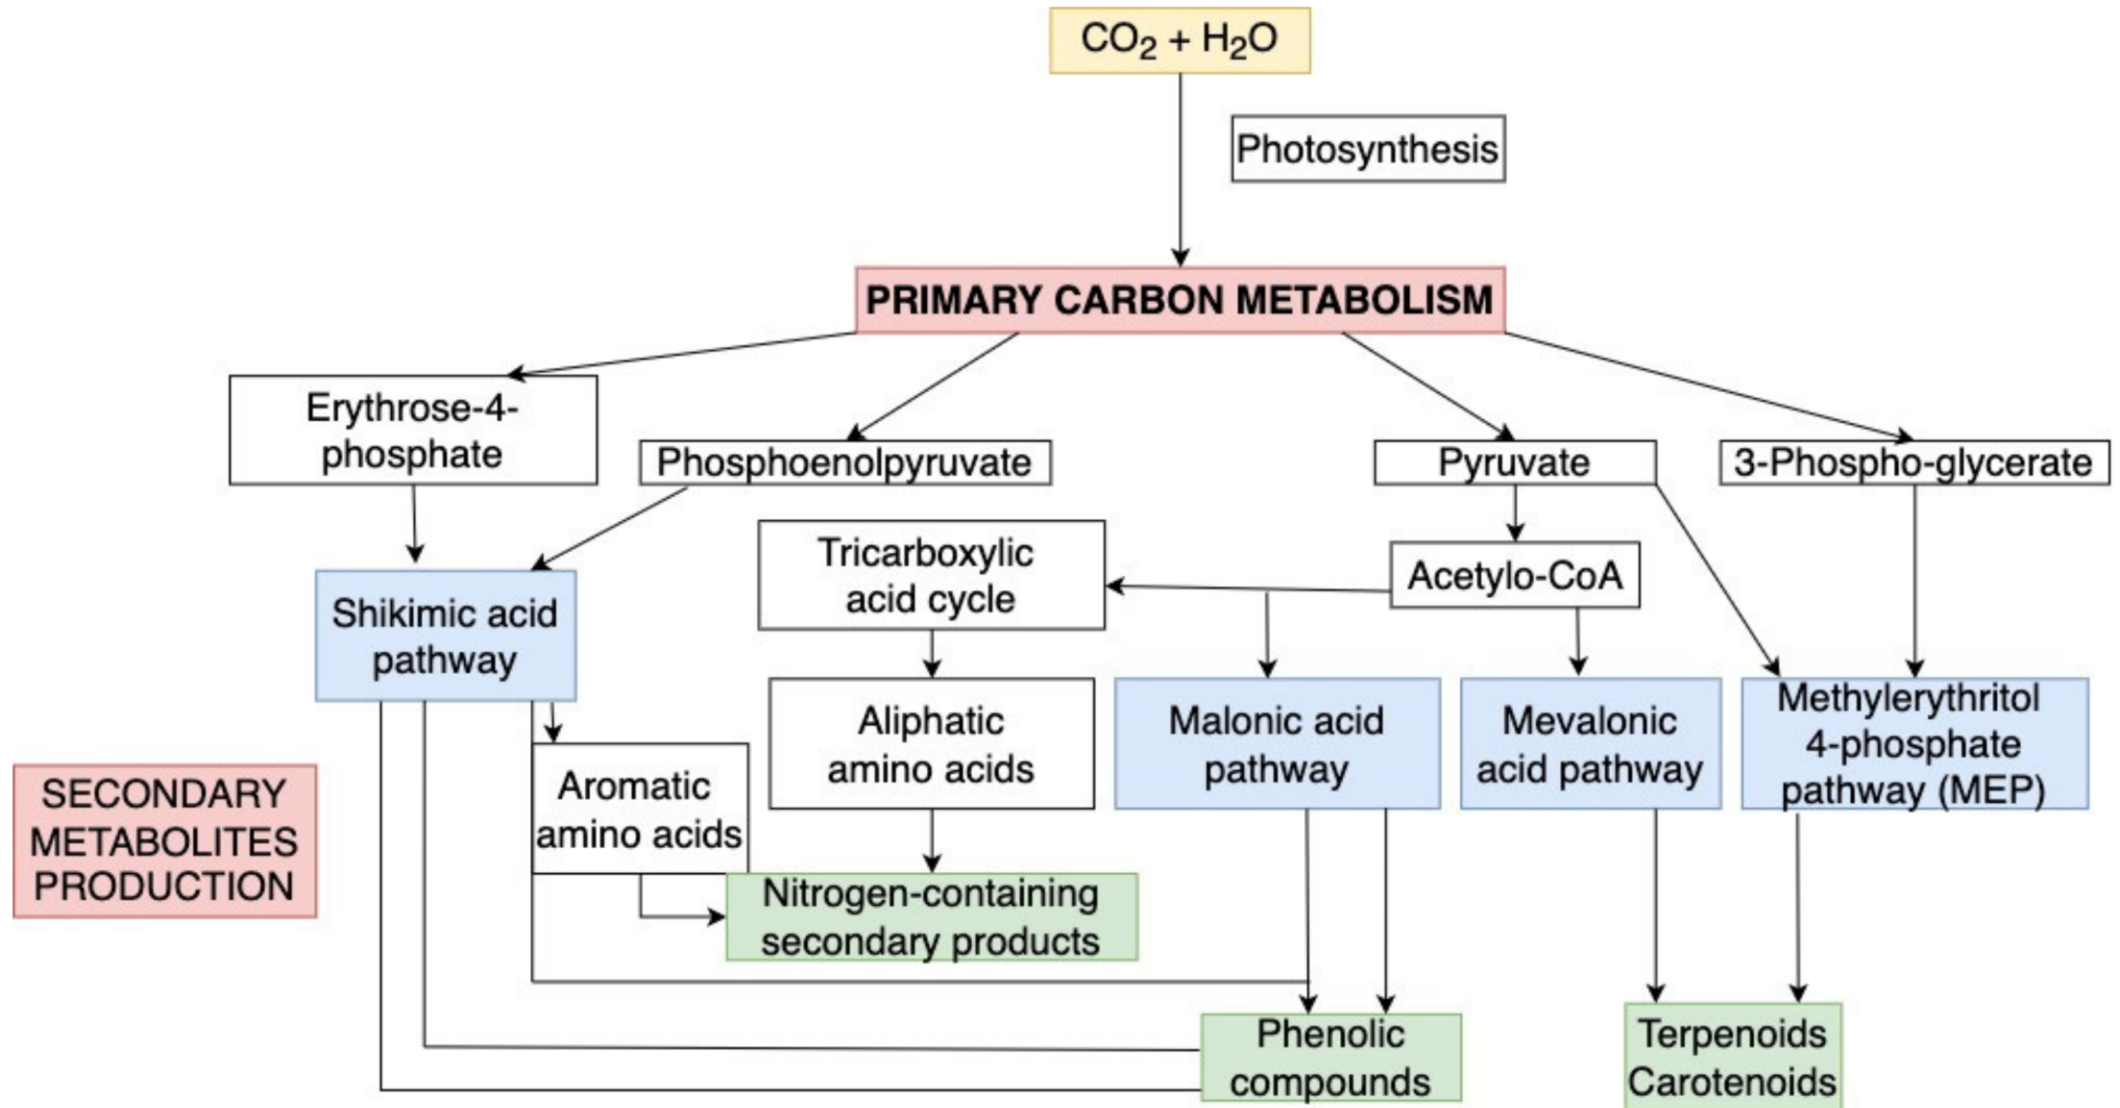 CO₂ + H₂O
Photosynthesis
PRIMARY CARBON METABOLISM
Erythrose-4-
phosphate
Phosphoenolpyruvate
Pyruvate
3-Phospho-glycerate
Tricarboxylic
acid cycle
Acetylo-CoA
Shikimic acid
pathway
Aliphatic
amino acids
Malonic acid
pathway
Mevalonic
acid pathway
Methylerythritol
4-phosphate
pathway (MEP)
SECONDARY
METABOLITES
PRODUCTION
Aromatic
amino acids
Nitrogen-containing
secondary products
Phenolic
compounds
Terpenoids
Carotenoids